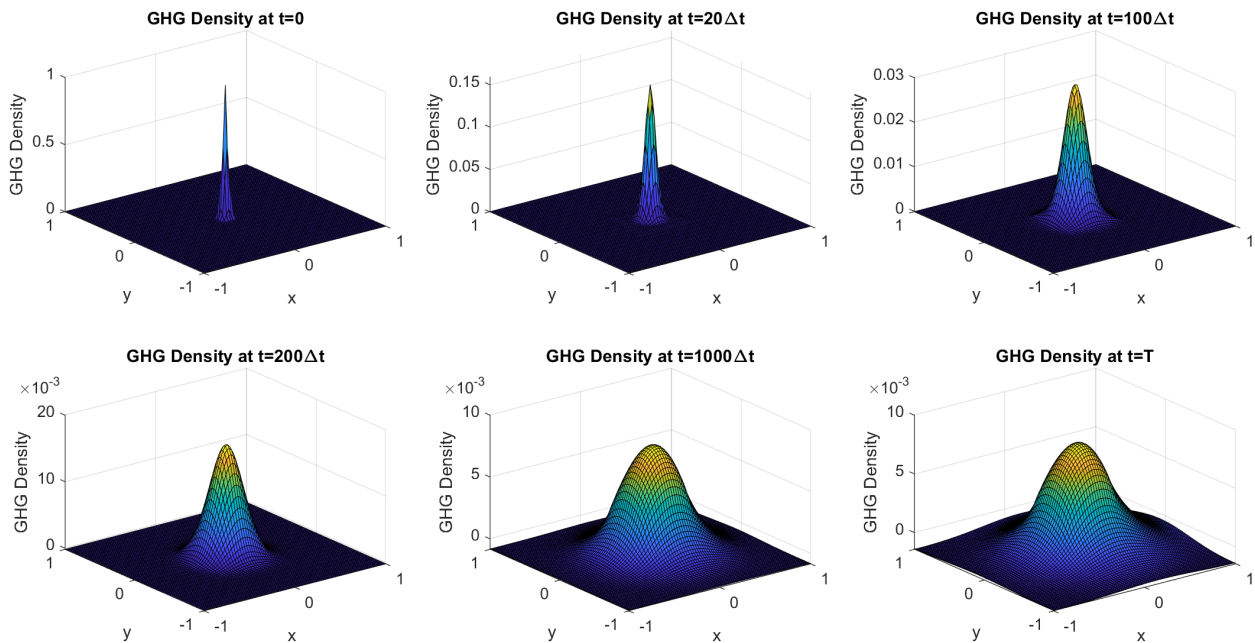 GHG Density at t=0
1
0.5
0
GHG Density
1
0
-1
y
-1
0
1
x
GHG Density at t=20Δt
0.15
0.1
0.05
0
GHG Density
1
0
-1
y
-1
0
1
x
GHG Density at t=100Δt
0.03
0.02
0.01
0
GHG Density
1
0
-1
y
-1
0
1
x
GHG Density at t=200Δt
×10⁻³
20
10
0
GHG Density
1
0
-1
y
-1
0
1
x
GHG Density at t=1000Δt
×10⁻³
10
5
0
GHG Density
1
0
-1
y
-1
0
1
x
GHG Density at t=T
×10⁻³
10
5
0
GHG Density
1
0
-1
y
-1
0
1
x